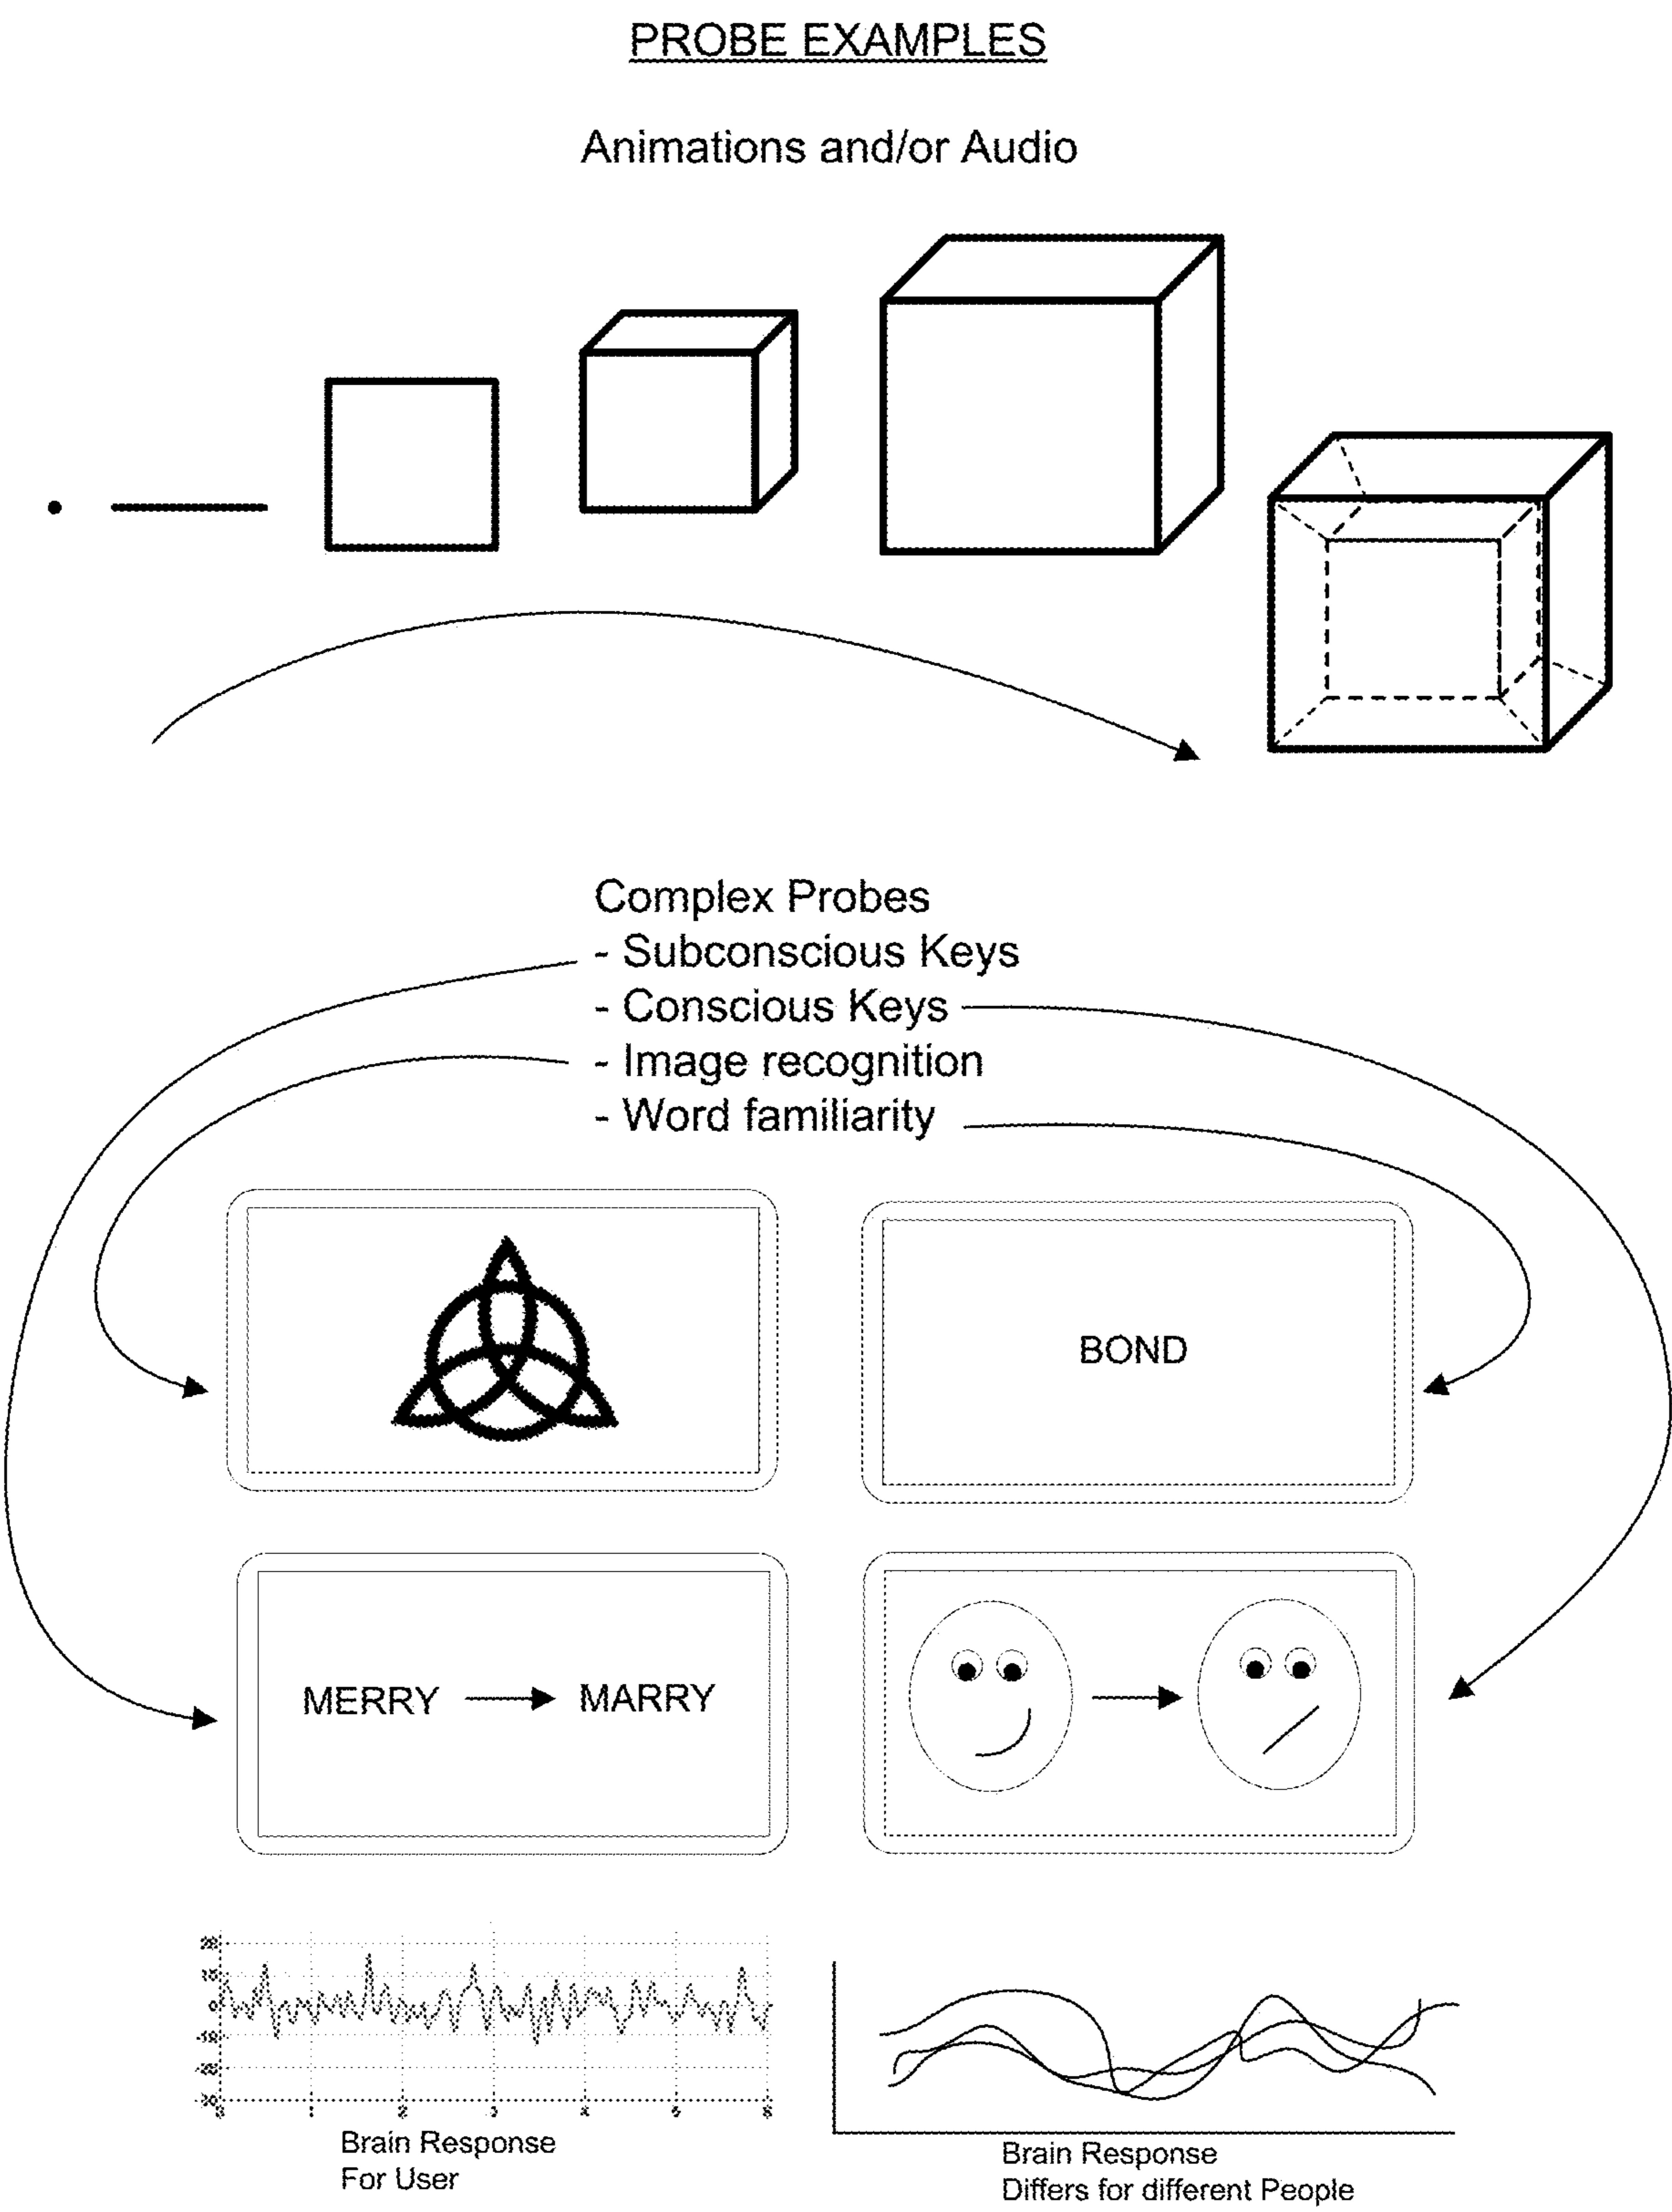 PROBE EXAMPLES
Animations and/or Audio
Complex Probes
- Subconscious Keys
- Conscious Keys
- Image recognition
- Word familiarity
BOND
MERRY MARRY
Brain Response
For User
Brain Response
Differs for different People